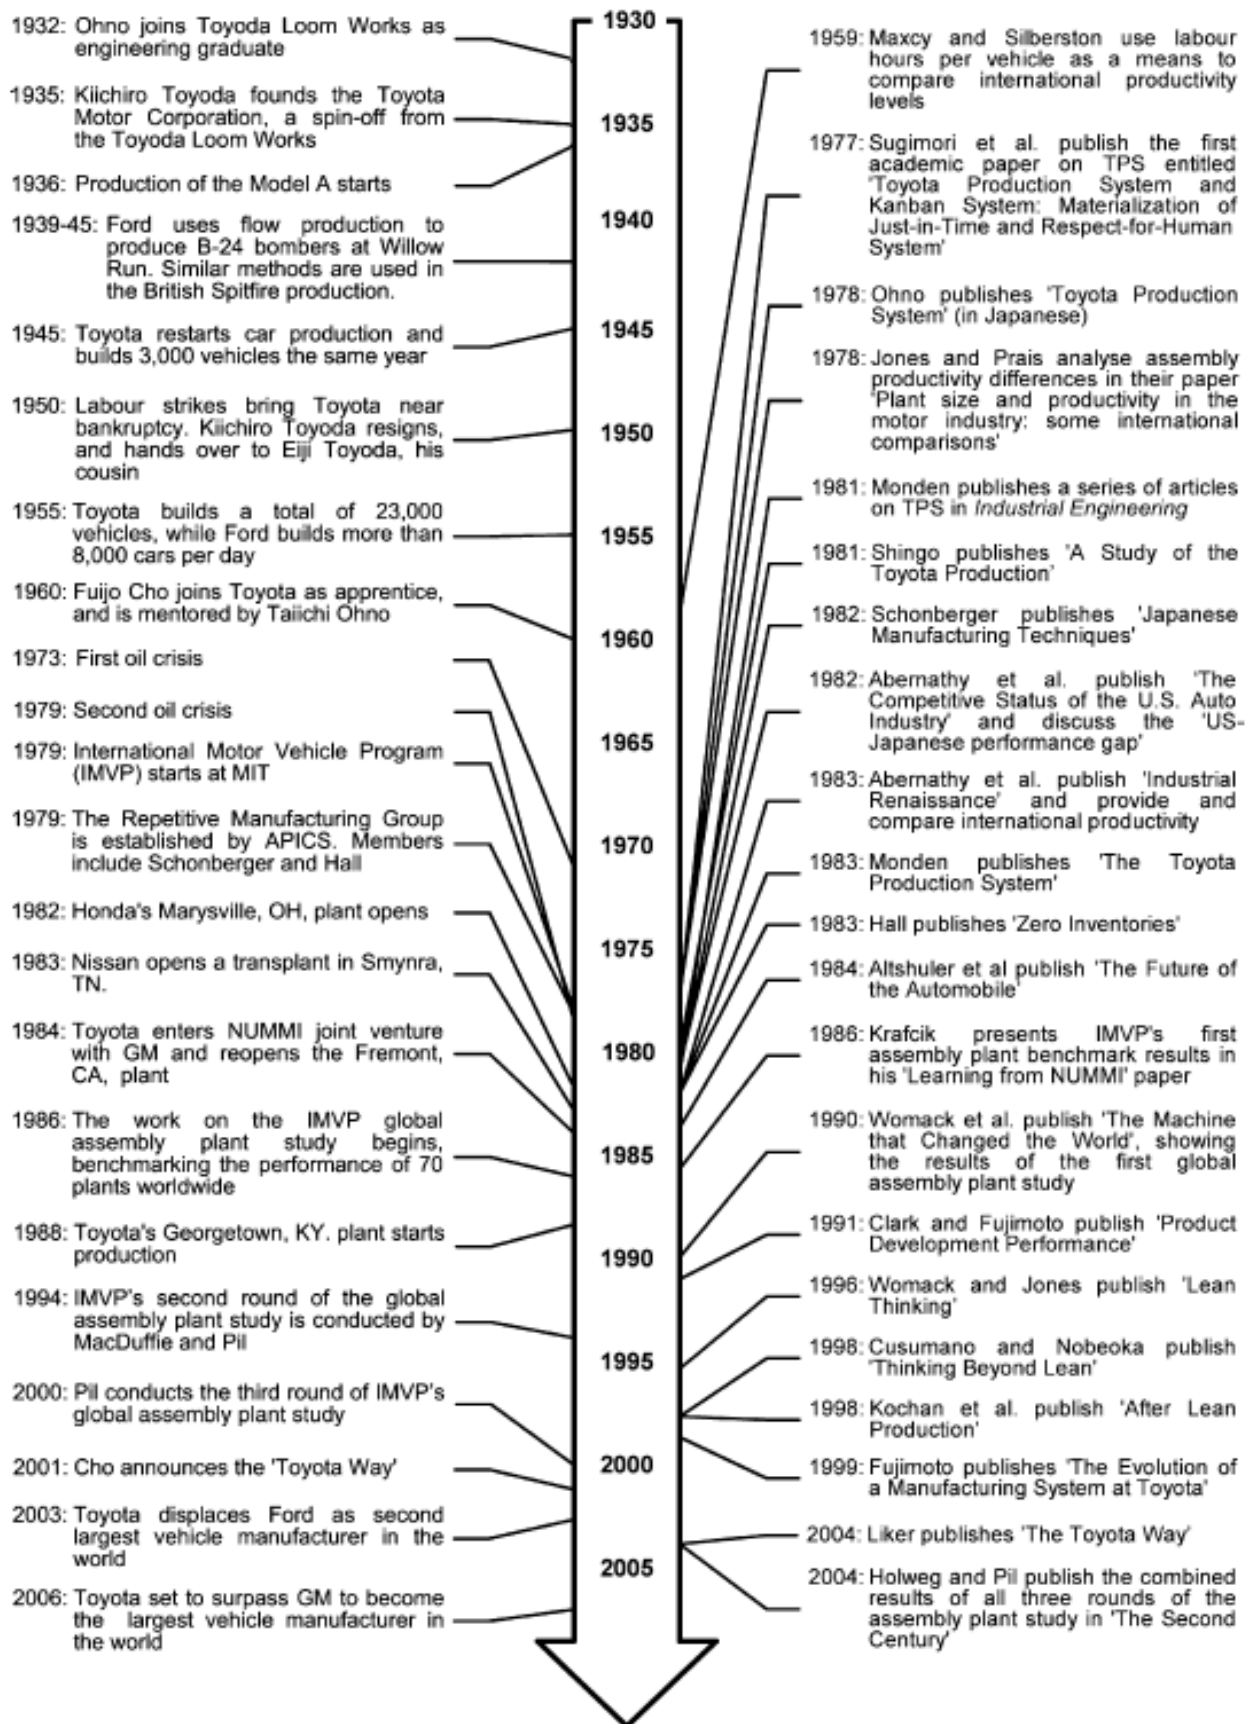 1932: Ohno joins Toyoda Loom Works as
engineering graduate
1935: Kiichiro Toyoda founds the Toyota
Motor Corporation, a spin-off from
the Toyoda Loom Works
1936: Production of the Model A starts
1939-45: Ford uses flow production to
produce B-24 bombers at Willow
Run. Similar methods are used in
the British Spitfire production.
1945: Toyota restarts car production and
builds 3,000 vehicles the same year
1950: Labour strikes bring Toyota near
bankruptcy. Kiichiro Toyoda resigns,
and hands over to Eiji Toyoda, his
cousin
1955: Toyota builds a total of 23,000
vehicles, while Ford builds more than
8,000 cars per day
1960: Fuijo Cho joins Toyota as apprentice,
and is mentored by Taiichi Ohno
1973: First oil crisis
1979: Second oil crisis
1979: International Motor Vehicle Program
(IMVP) starts at MIT
1979: The Repetitive Manufacturing Group
is established by APICS. Members
include Schonberger and Hall
1982: Honda's Marysville, OH, plant opens
1983: Nissan opens a transplant in Smynra,
TN.
1984: Toyota enters NUMMI joint venture
with GM and reopens the Fremont,
CA, plant
1986: The work on the IMVP global
assembly plant study begins,
benchmarking the performance of 70
plants worldwide
1988: Toyota's Georgetown, KY. plant starts
production
1994: IMVP's second round of the global
assembly plant study is conducted by
MacDuffie and Pil
2000: Pil conducts the third round of IMVP's
global assembly plant study
2001: Cho announces the 'Toyota Way'
2003: Toyota displaces Ford as second
largest vehicle manufacturer in the
world
2006: Toyota set to surpass GM to become
the largest vehicle manufacturer in
the world
1930
1935
1940
1945
1950
1955
1960
1965
1970
1975
1980
1985
1990
1995
2000
2005
1959: Maxcy and Silberston use labour
hours per vehicle as a means to
compare international productivity
levels
1977: Sugimori et al. publish the first
academic paper on TPS entitled
'Toyota Production System and
Kanban System: Materialization of
Just-in-Time and Respect-for-Human
System'
1978: Ohno publishes 'Toyota Production
System' (in Japanese)
1978: Jones and Prais analyse assembly
productivity differences in their paper
'Plant size and productivity in the
motor industry: some international
comparisons'
1981: Monden publishes a series of articles
on TPS in Industrial Engineering
1981: Shingo publishes 'A Study of the
Toyota Production'
1982: Schonberger publishes 'Japanese
Manufacturing Techniques'
1982: Abernathy et al. publish 'The
Competitive Status of the U.S. Auto
Industry' and discuss the 'US-
Japanese performance gap'
1983: Abernathy et al. publish 'Industrial
Renaissance' and provide and
compare international productivity
1983: Monden publishes 'The Toyota
Production System'
1983: Hall publishes 'Zero Inventories'
1984: Altshuler et al publish 'The Future of
the Automobile'
1986: Krafcik presents IMVP's first
assembly plant benchmark results in
his 'Learning from NUMMI' paper
1990: Womack et al. publish 'The Machine
that Changed the World', showing
the results of the first global
assembly plant study
1991: Clark and Fujimoto publish 'Product
Development Performance'
1996: Womack and Jones publish 'Lean
Thinking'
1998: Cusumano and Nobeoka publish
'Thinking Beyond Lean'
1998: Kochan et al. publish 'After Lean
Production'
1999: Fujimoto publishes 'The Evolution of
a Manufacturing System at Toyota'
2004: Liker publishes 'The Toyota Way'
2004: Holweg and Pil publish the combined
results of all three rounds of the
assembly plant study in 'The Second
Century'